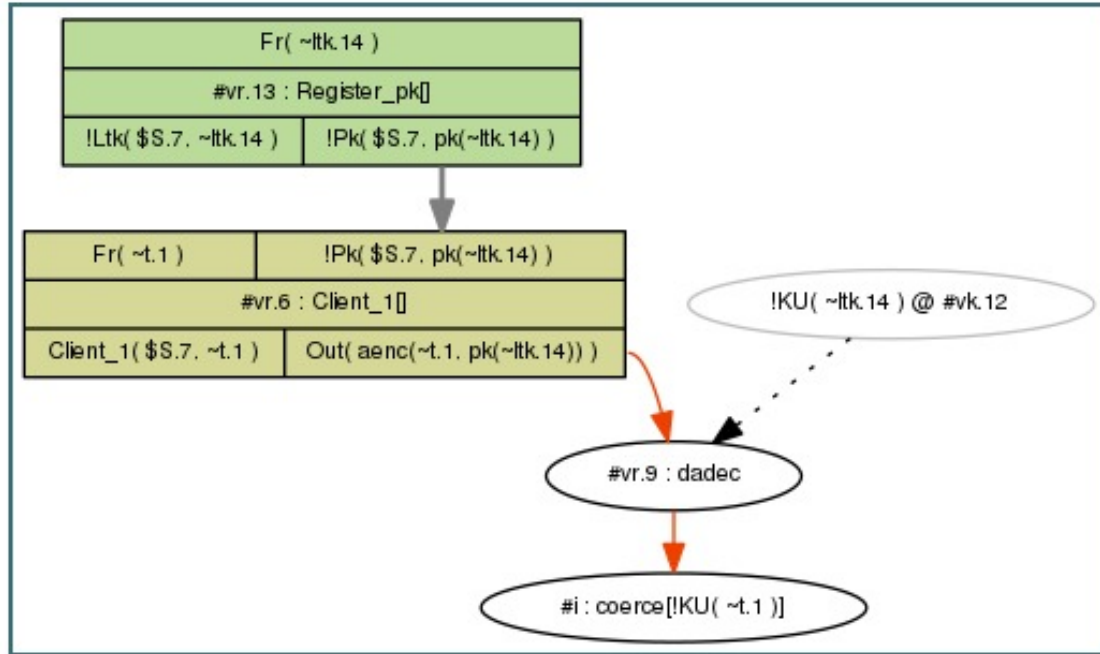 Fr( ~ltk.14 )
#vr.13 : Register_pk[]
!Ltk( $S.7, ~ltk.14 ) !Pk( $S.7, pk(~ltk.14) )
Fr( ~t.1 ) !Pk( $S.7, pk(~ltk.14) )
#vr.6 : Client_1[]
Client_1( $S.7, ~t.1 ) Out( aenc(~t.1, pk(~ltk.14)) )
!KU( ~ltk.14 ) @ #vk.12
#vr.9 : dadec
#i : coerce[!KU( ~t.1 )]